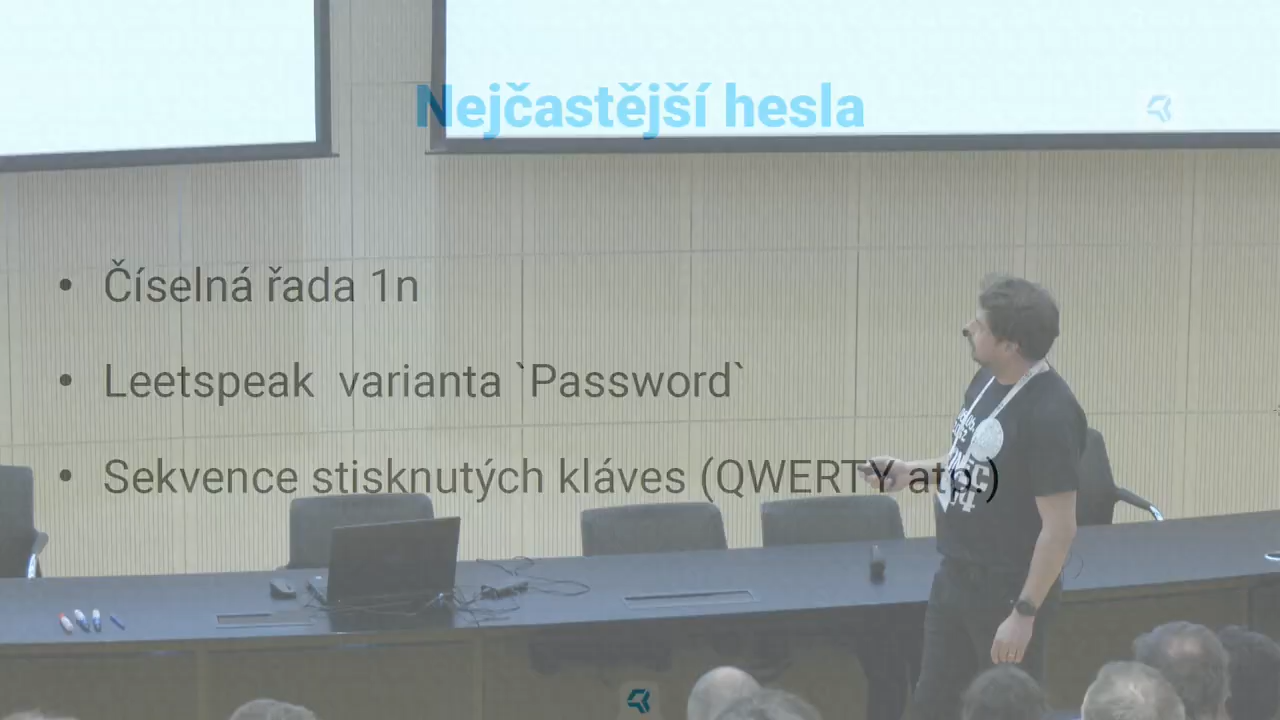 Nejčastější hesla
• Číselná řada 1n
• Leetspeak varianta `Password`
• Sekvence stisknutých kláves (QWERTY atp.)